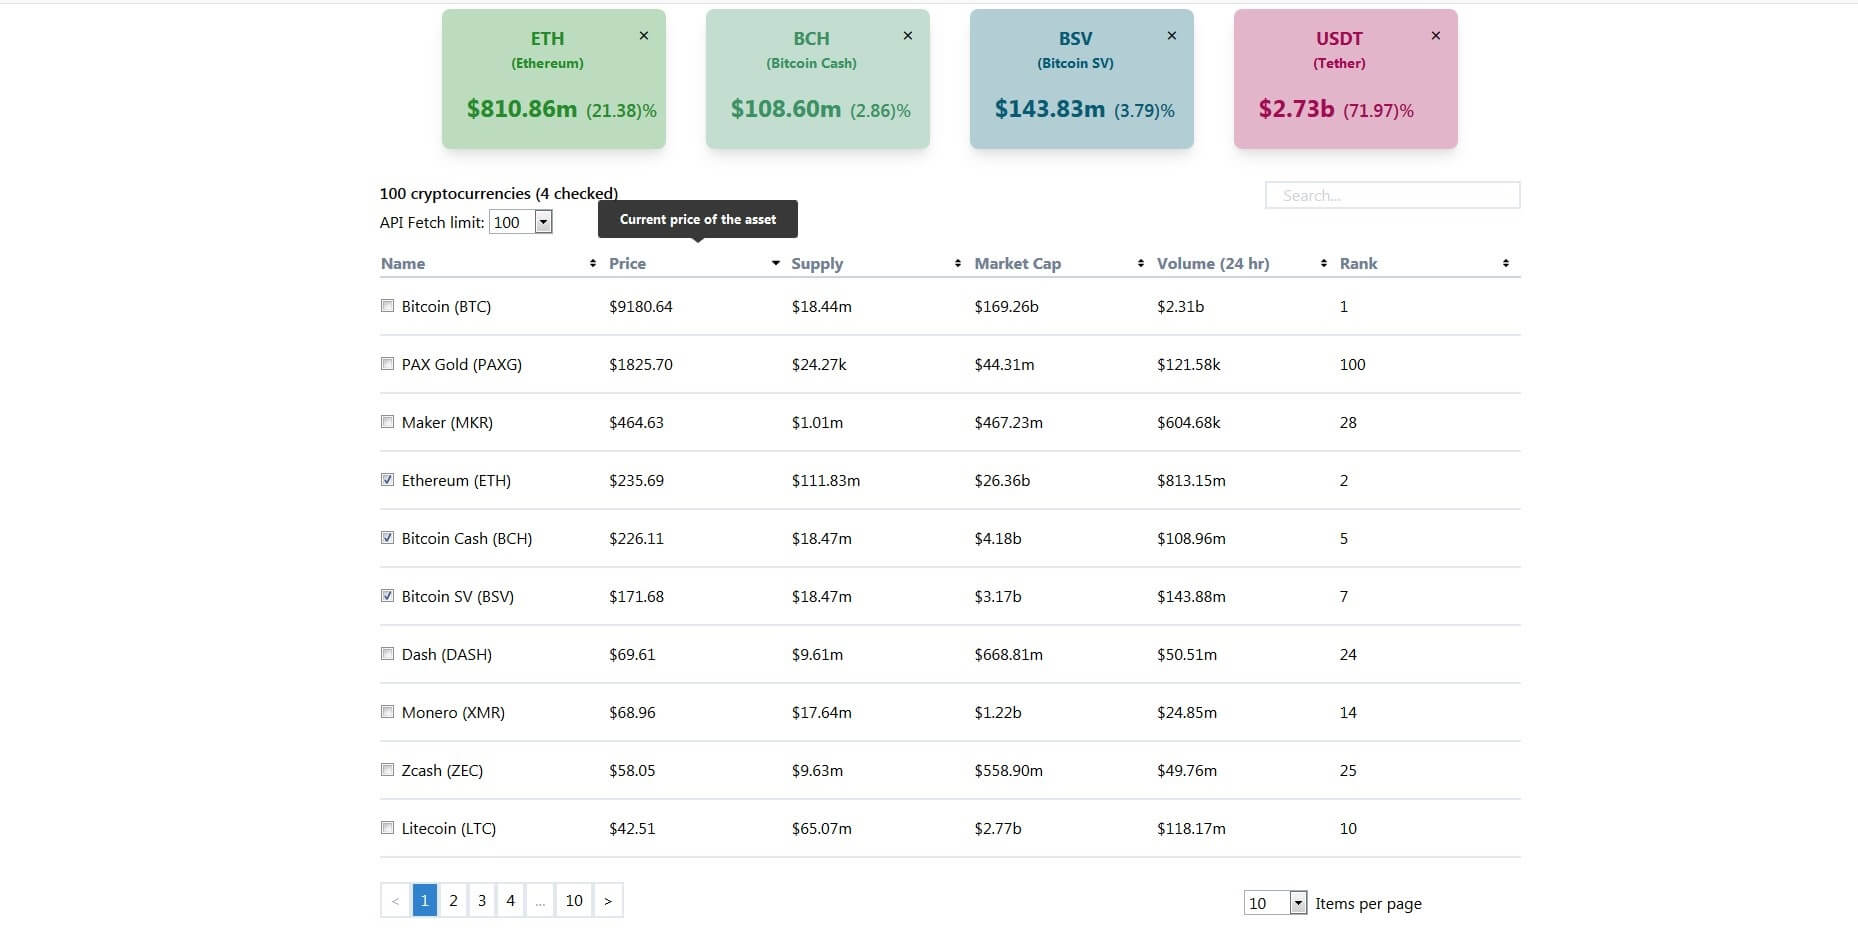 ETH × BCH × BSV × USDT ×
(Ethereum) (Bitcoin Cash) (Bitcoin SV) (Tether)
$810.86m (21.38)% $108.60m (2.86)% $143.83m (3.79)% $2.73b (71.97)%
100 cryptocurrencies (4 checked) Search...
API Fetch limit: 100 Current price of the asset
Name Price Supply Market Cap Volume (24 hr) Rank
Bitcoin (BTC) $9180.64 $18.44m $169.26b $2.31b 1
PAX Gold (PAXG) $1825.70 $24.27k $44.31m $121.58k 100
Maker (MKR) $464.63 $1.01m $467.23m $604.68k 28
Ethereum (ETH) $235.69 $111.83m $26.36b $813.15m 2
Bitcoin Cash (BCH) $226.11 $18.47m $4.18b $108.96m 5
Bitcoin SV (BSV) $171.68 $18.47m $3.17b $143.88m 7
Dash (DASH) $69.61 $9.61m $668.81m $50.51m 24
Monero (XMR) $68.96 $17.64m $1.22b $24.85m 14
Zcash (ZEC) $58.05 $9.63m $558.90m $49.76m 25
Litecoin (LTC) $42.51 $65.07m $2.77b $118.17m 10
< 1 2 3 4 ... 10 > 10 Items per page